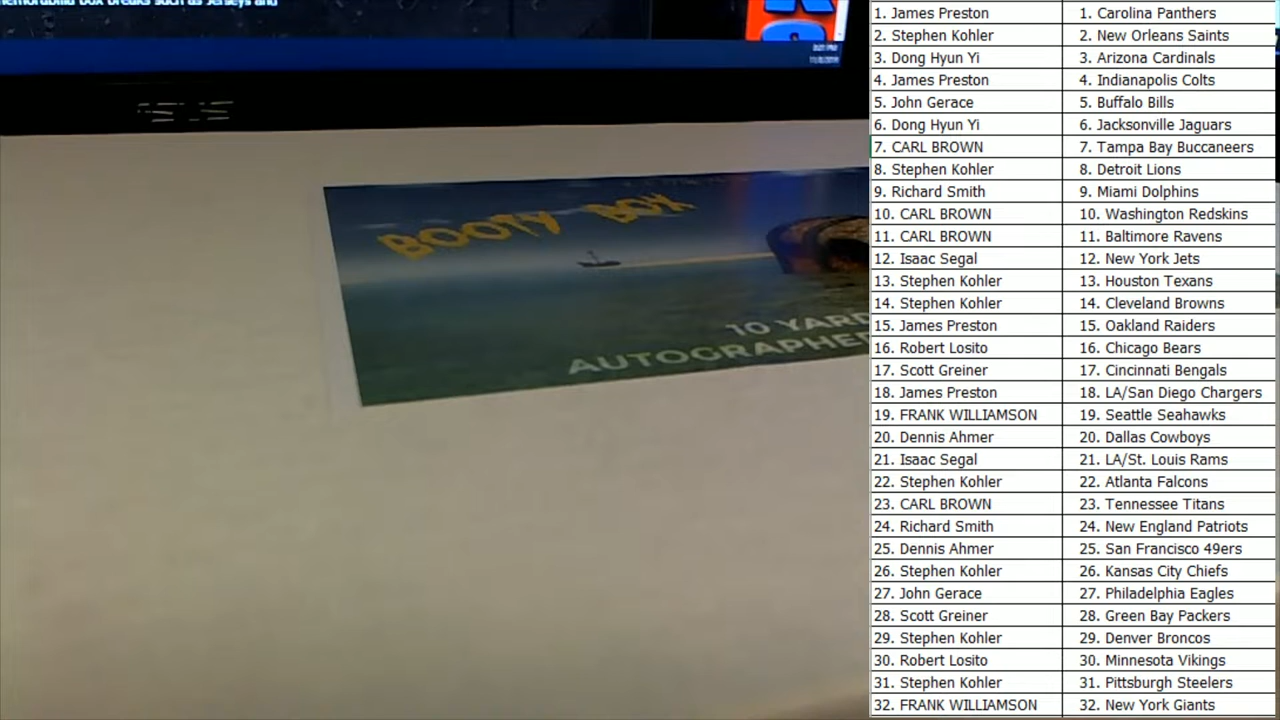 memorabilia box breaks such as Jerseys and
BOOTY BOX
10 YARD
AUTOGRAPHE
1. James Preston 1. Carolina Panthers
2. Stephen Kohler 2. New Orleans Saints
3. Dong Hyun Yi 3. Arizona Cardinals
4. James Preston 4. Indianapolis Colts
5. John Gerace 5. Buffalo Bills
6. Dong Hyun Yi 6. Jacksonville Jaguars
7. CARL BROWN 7. Tampa Bay Buccaneers
8. Stephen Kohler 8. Detroit Lions
9. Richard Smith 9. Miami Dolphins
10. CARL BROWN 10. Washington Redskins
11. CARL BROWN 11. Baltimore Ravens
12. Isaac Segal 12. New York Jets
13. Stephen Kohler 13. Houston Texans
14. Stephen Kohler 14. Cleveland Browns
15. James Preston 15. Oakland Raiders
16. Robert Losito 16. Chicago Bears
17. Scott Greiner 17. Cincinnati Bengals
18. James Preston 18. LA/San Diego Chargers
19. FRANK WILLIAMSON 19. Seattle Seahawks
20. Dennis Ahmer 20. Dallas Cowboys
21. Isaac Segal 21. LA/St. Louis Rams
22. Stephen Kohler 22. Atlanta Falcons
23. CARL BROWN 23. Tennessee Titans
24. Richard Smith 24. New England Patriots
25. Dennis Ahmer 25. San Francisco 49ers
26. Stephen Kohler 26. Kansas City Chiefs
27. John Gerace 27. Philadelphia Eagles
28. Scott Greiner 28. Green Bay Packers
29. Stephen Kohler 29. Denver Broncos
30. Robert Losito 30. Minnesota Vikings
31. Stephen Kohler 31. Pittsburgh Steelers
32. FRANK WILLIAMSON 32. New York Giants